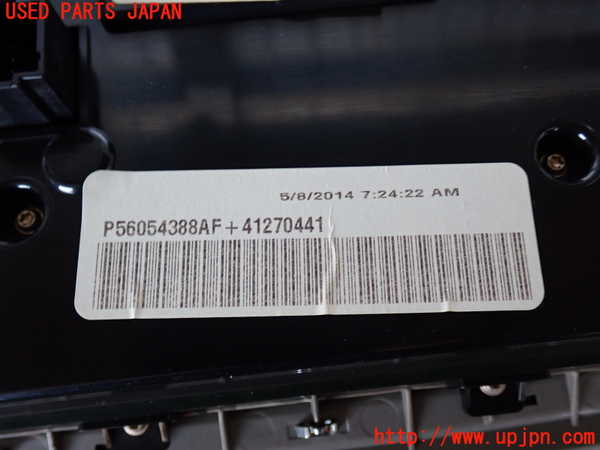 USED PARTS JAPAN
5/8/2014 7:24:22 AM
P56054388AF+41270441
http://www.upjpn.com/